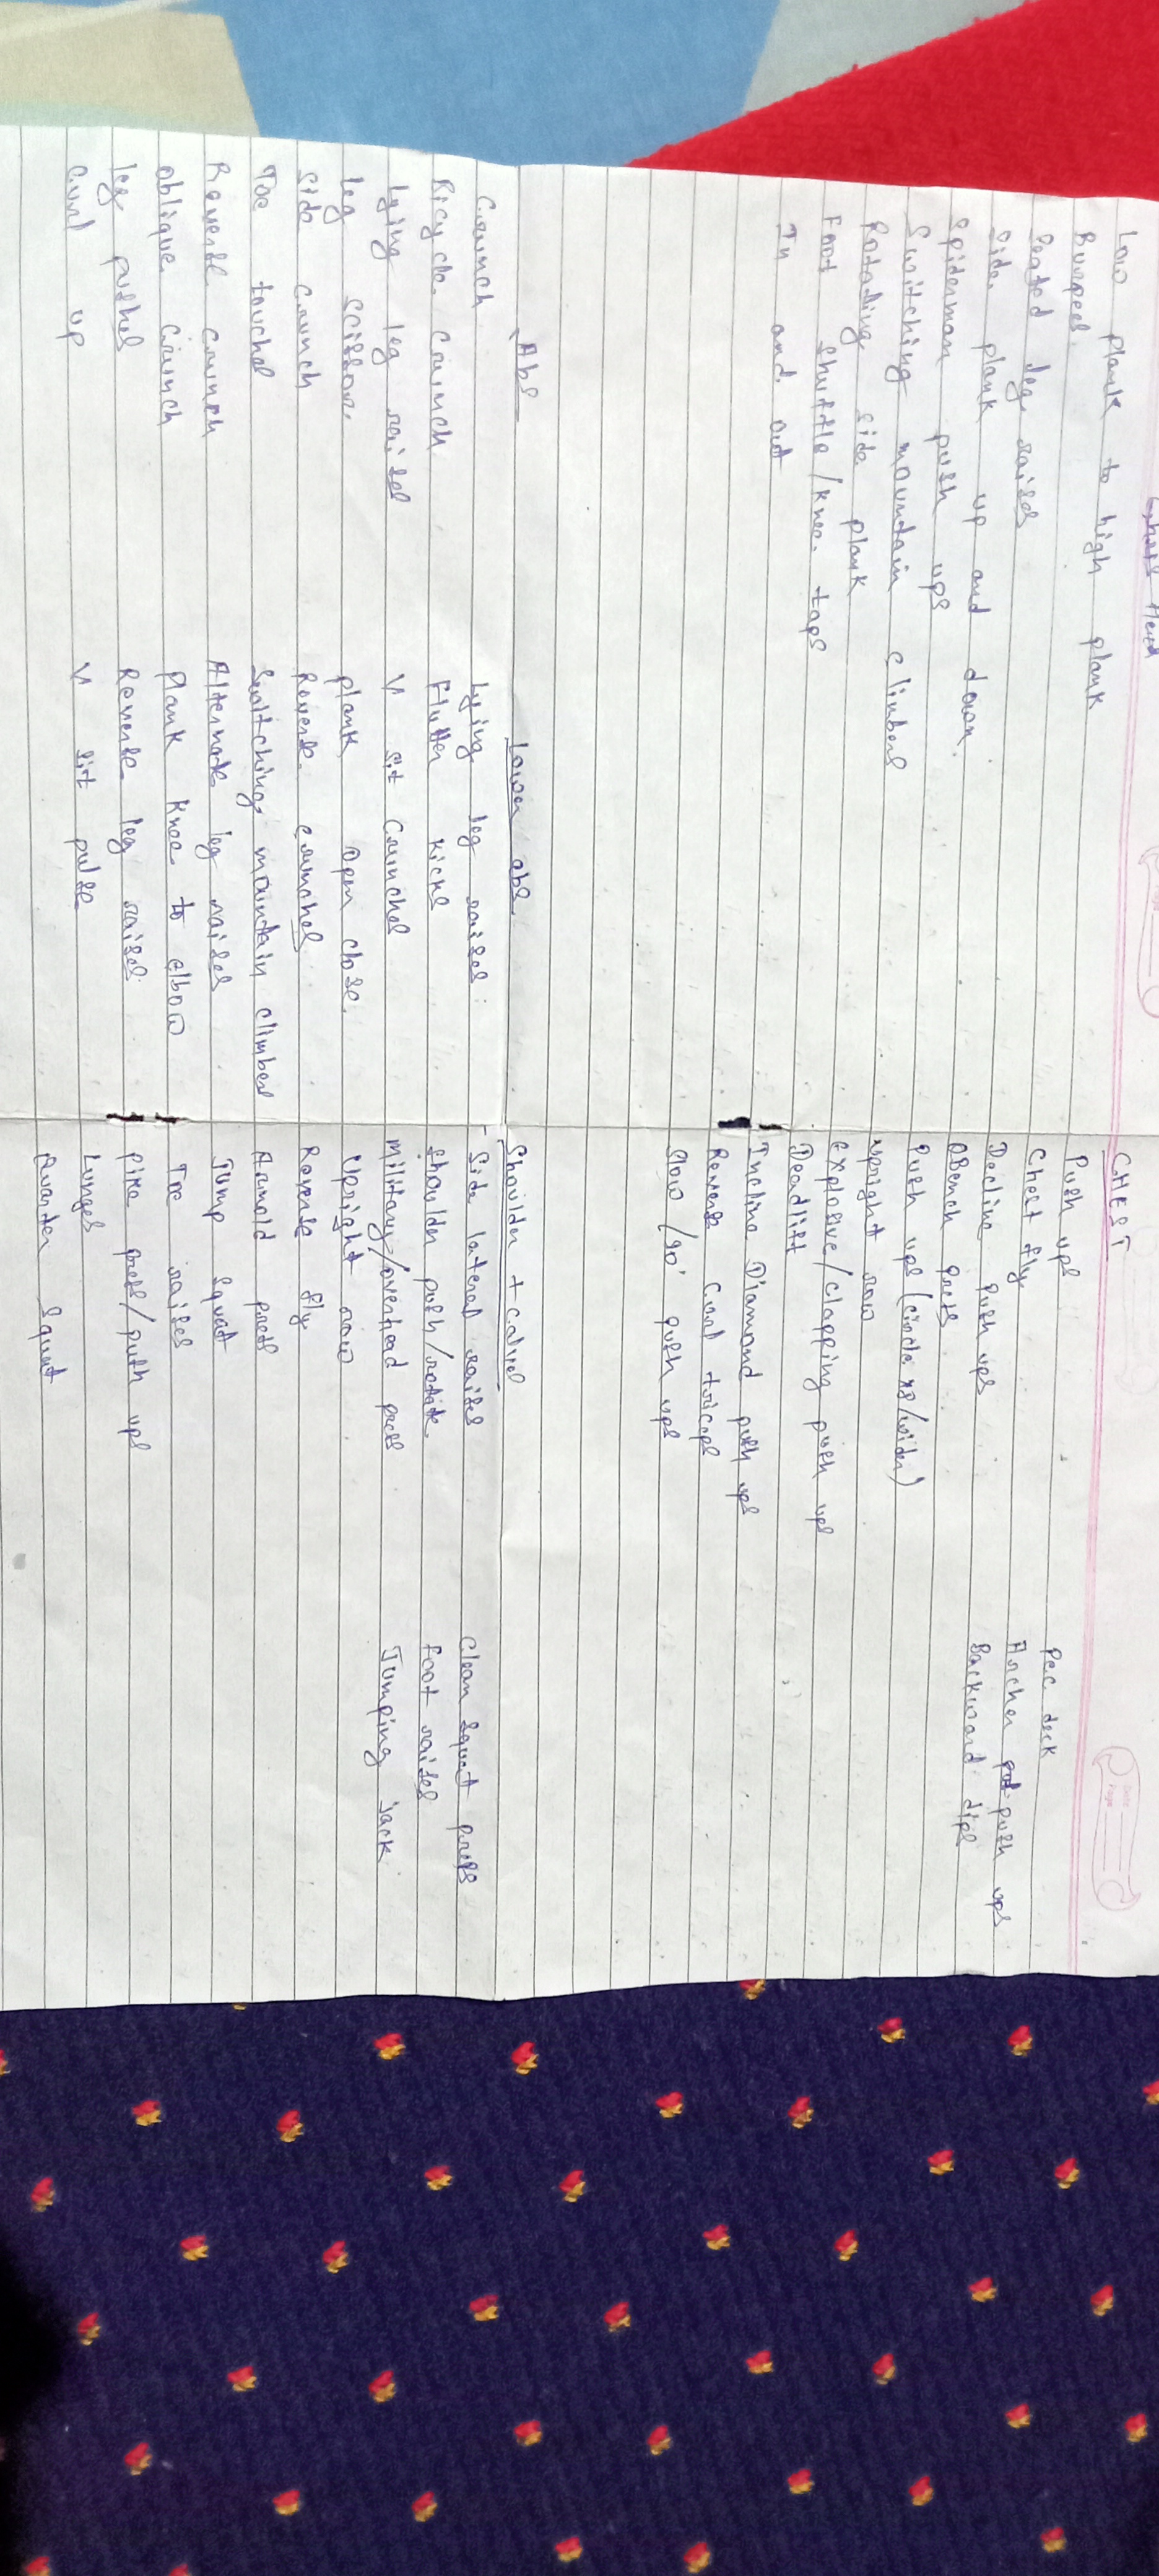 Low plank to high plank
Burpees
Seated leg raises
Side plank up and down.
Spiderman push ups
Switching mountain climbers
Rotating side plank
Foot shuffle/knee taps
In and out
CHEST
Push ups
Chest fly
Decline Push ups
Bench press
Push ups (circle x8/wider)
upright row
explosive/clapping push ups
Deadlift
Incline Diamond push ups
Reverse Curl triceps
Slow /90° push ups
Pec deck
Archer push ups
Backward dips
Abs
Crunch
Bicycle Crunch
Lying leg raises
leg scissor
Side crunch
Toe touches
Reverse crunch
oblique crunch
leg pushes
Curl up
Lower abs
Lying leg raises
Flutter kicks
V sit Crunches
plank open close
Reverse crunches
Switching mountain climbers
Alternate leg raises
Plank Knee to elbow
Reverse leg raises
V sit pulse
Shoulder + calves
- Side lateral raises
shoulder push/rotate
military/overhead press
Upright row
Reverse fly
Arnold press
Jump squat
Toe raises
Pike press/push ups
Lunges
Quarter Squat
Clean Squat press
foot raises
Jumping jack